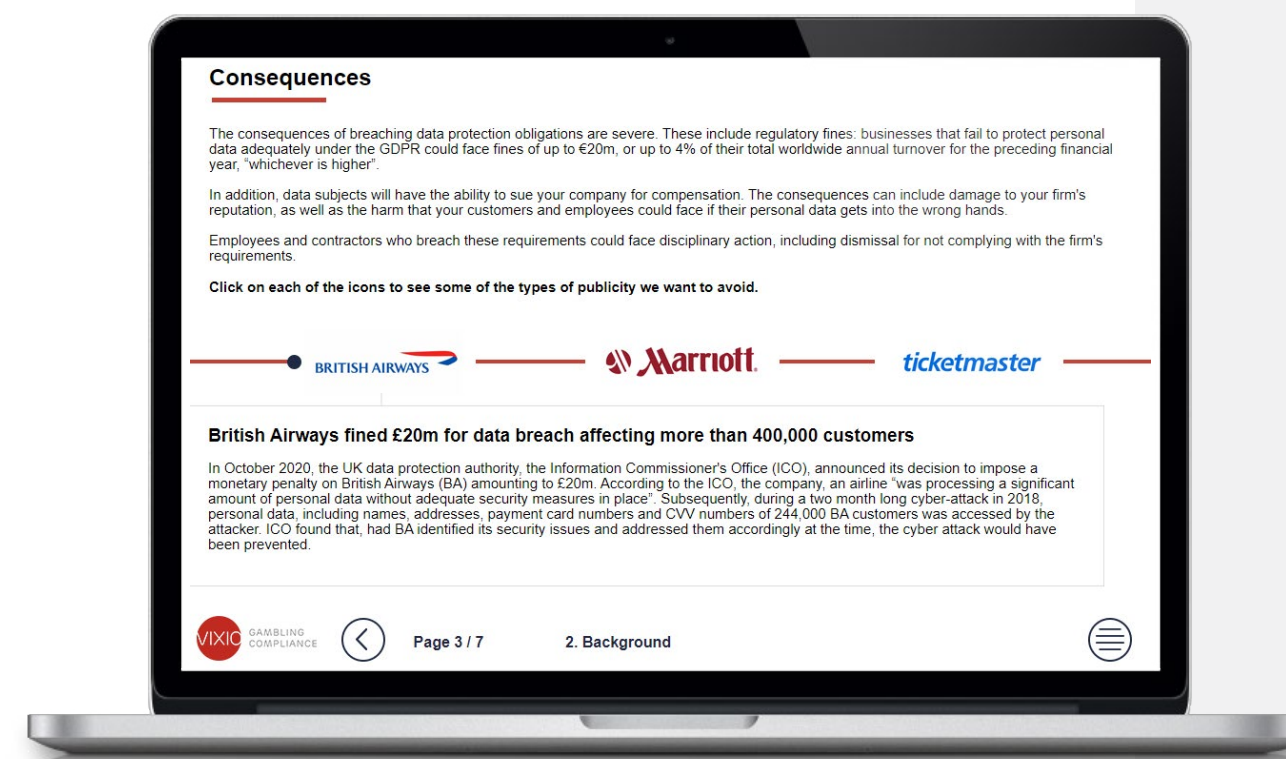 Consequences
The consequences of breaching data protection obligations are severe. These include regulatory fines: businesses that fail to protect personal
data adequately under the GDPR could face fines of up to €20m, or up to 4% of their total worldwide annual turnover for the preceding financial
year, “whichever is higher”.
In addition, data subjects will have the ability to sue your company for compensation. The consequences can include damage to your firm's
reputation, as well as the harm that your customers and employees could face if their personal data gets into the wrong hands.
Employees and contractors who breach these requirements could face disciplinary action, including dismissal for not complying with the firm's
requirements.
Click on each of the icons to see some of the types of publicity we want to avoid.
BRITISH AIRWAYS Marriott. ticketmaster
British Airways fined £20m for data breach affecting more than 400,000 customers
In October 2020, the UK data protection authority, the Information Commissioner's Office (ICO), announced its decision to impose a
monetary penalty on British Airways (BA) amounting to £20m. According to the ICO, the company, an airline “was processing a significant
amount of personal data without adequate security measures in place”. Subsequently, during a two month long cyber-attack in 2018,
personal data, including names, addresses, payment card numbers and CVV numbers of 244,000 BA customers was accessed by the
attacker. ICO found that, had BA identified its security issues and addressed them accordingly at the time, the cyber attack would have
been prevented.
VIXIO GAMBLING
COMPLIANCE
Page 3 / 7
2. Background